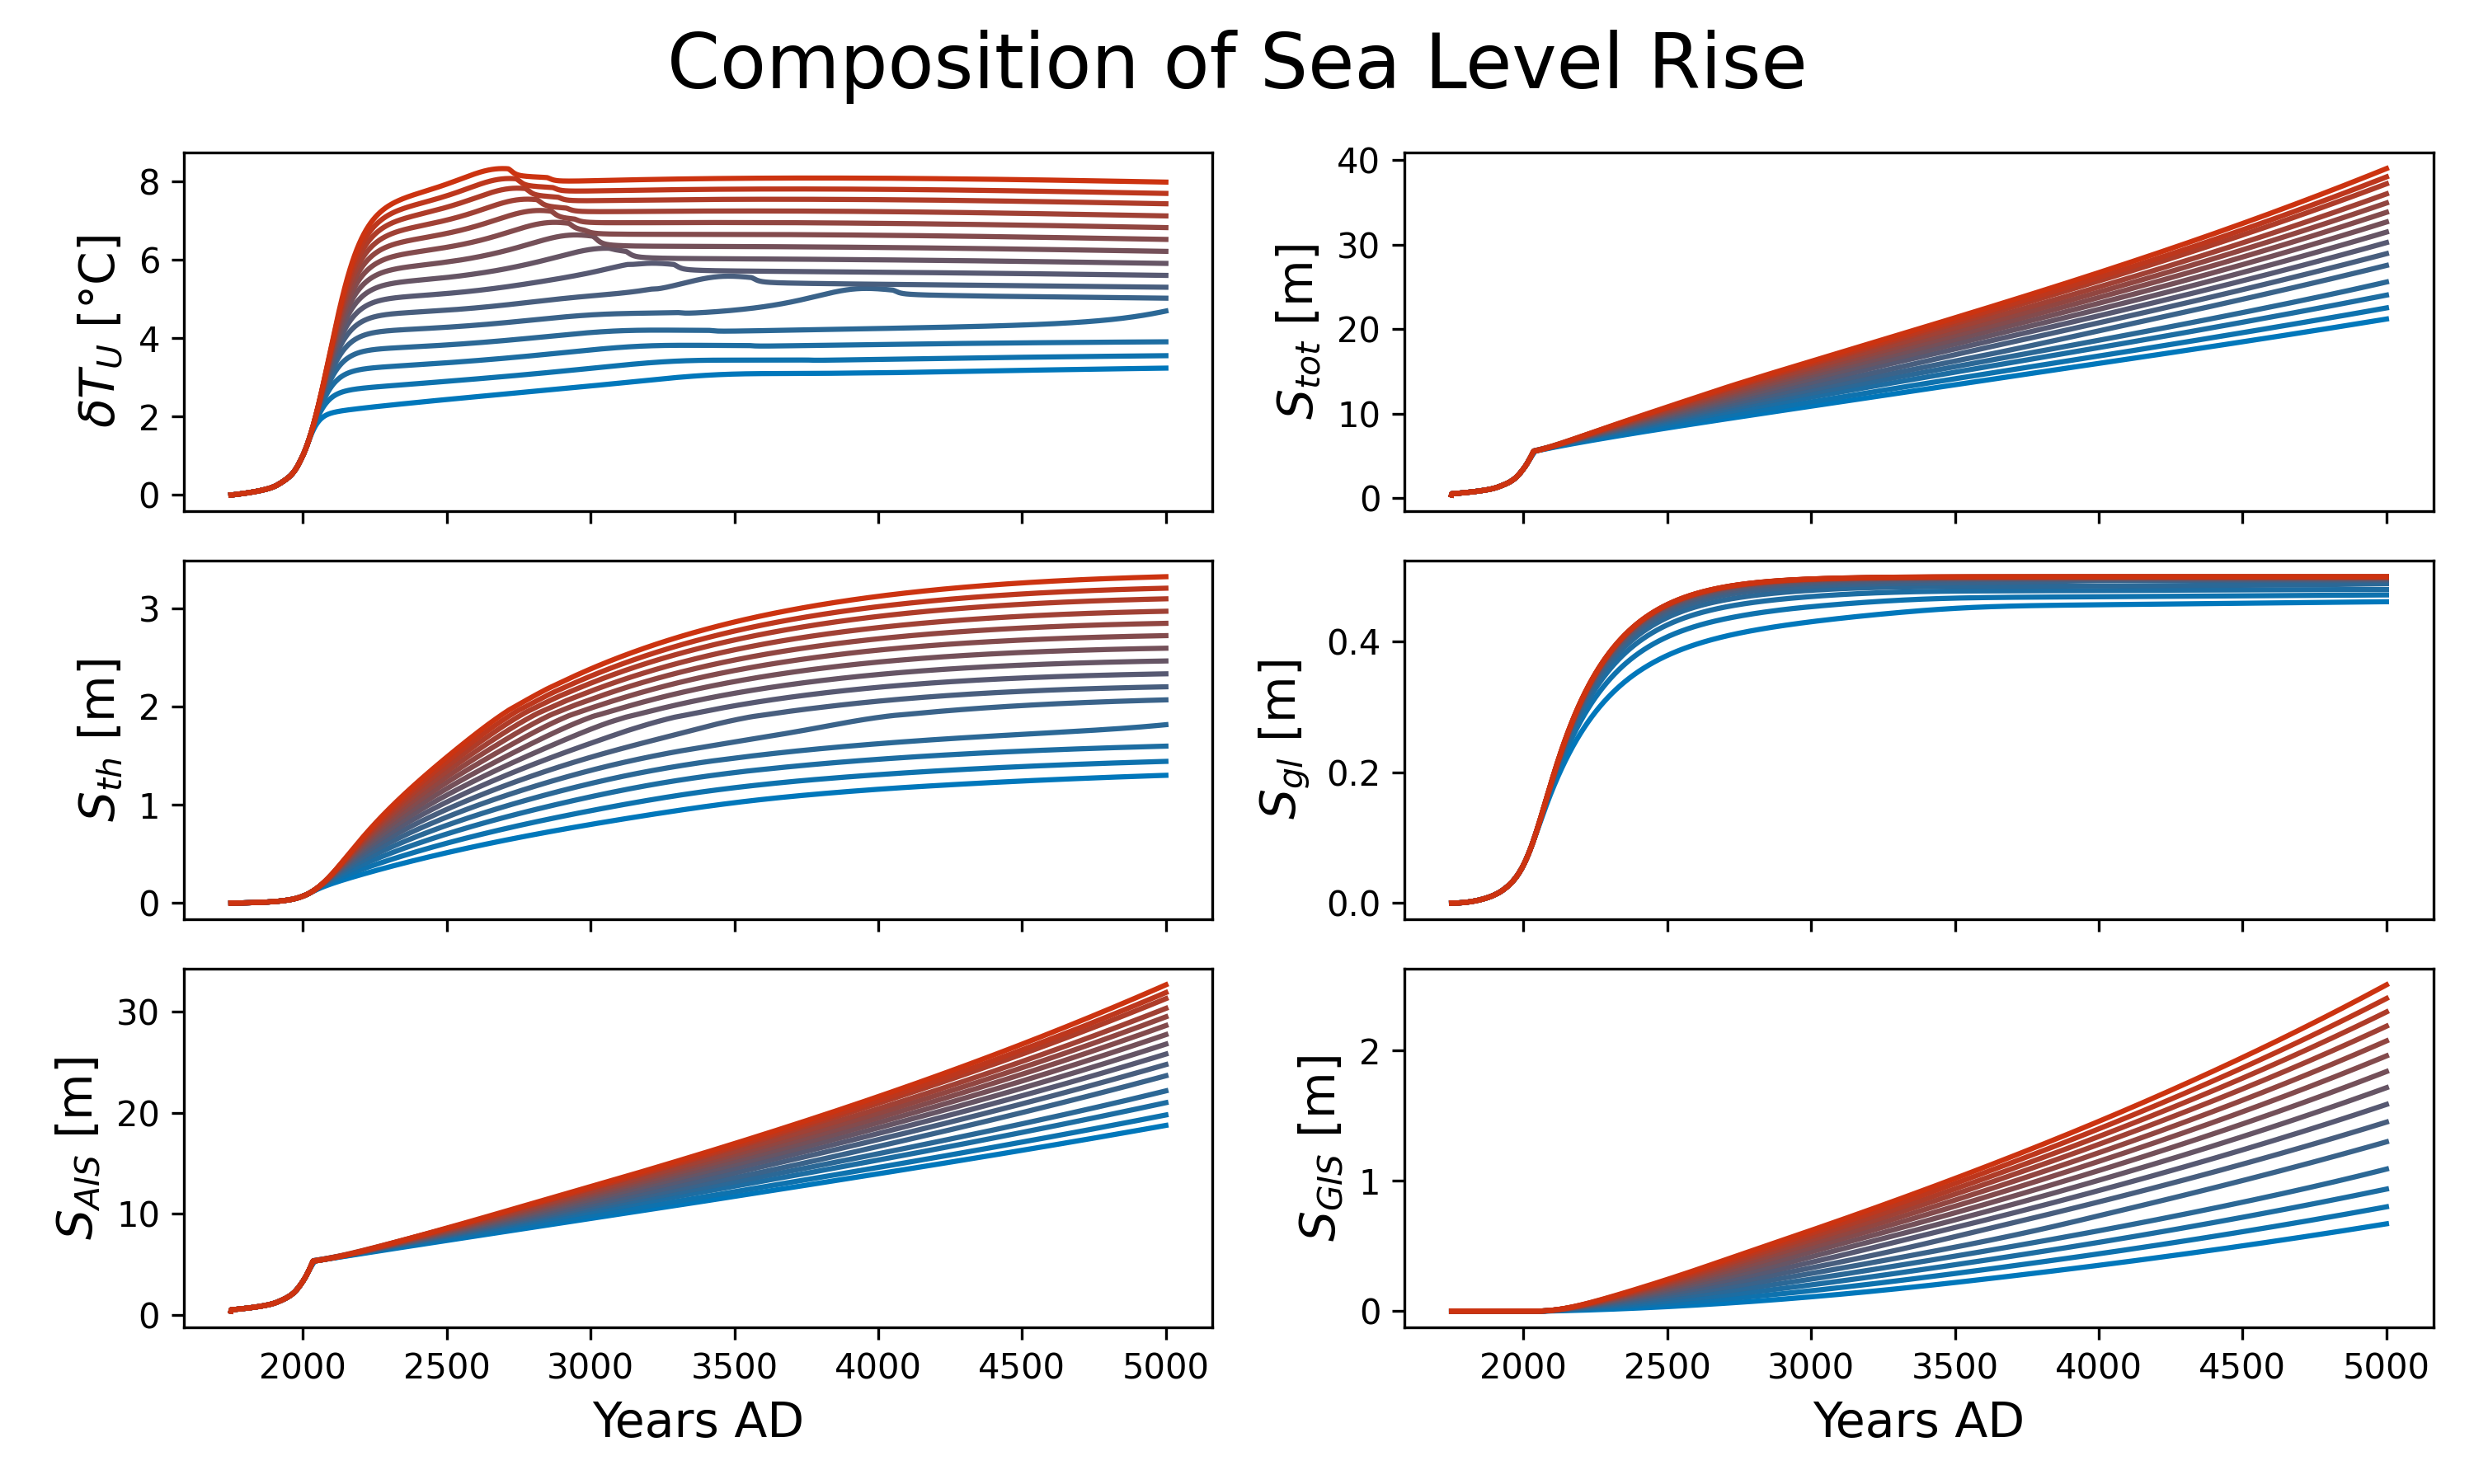 Composition of Sea Level Rise
δT_U [°C]
8
6
4
2
0
S_tot [m]
40
30
20
10
0
S_th [m]
3
2
1
0
S_gl [m]
0.4
0.2
0.0
S_AIS [m]
30
20
10
0
2000 2500 3000 3500 4000 4500 5000
Years AD
S_GIS [m]
2
1
0
2000 2500 3000 3500 4000 4500 5000
Years AD